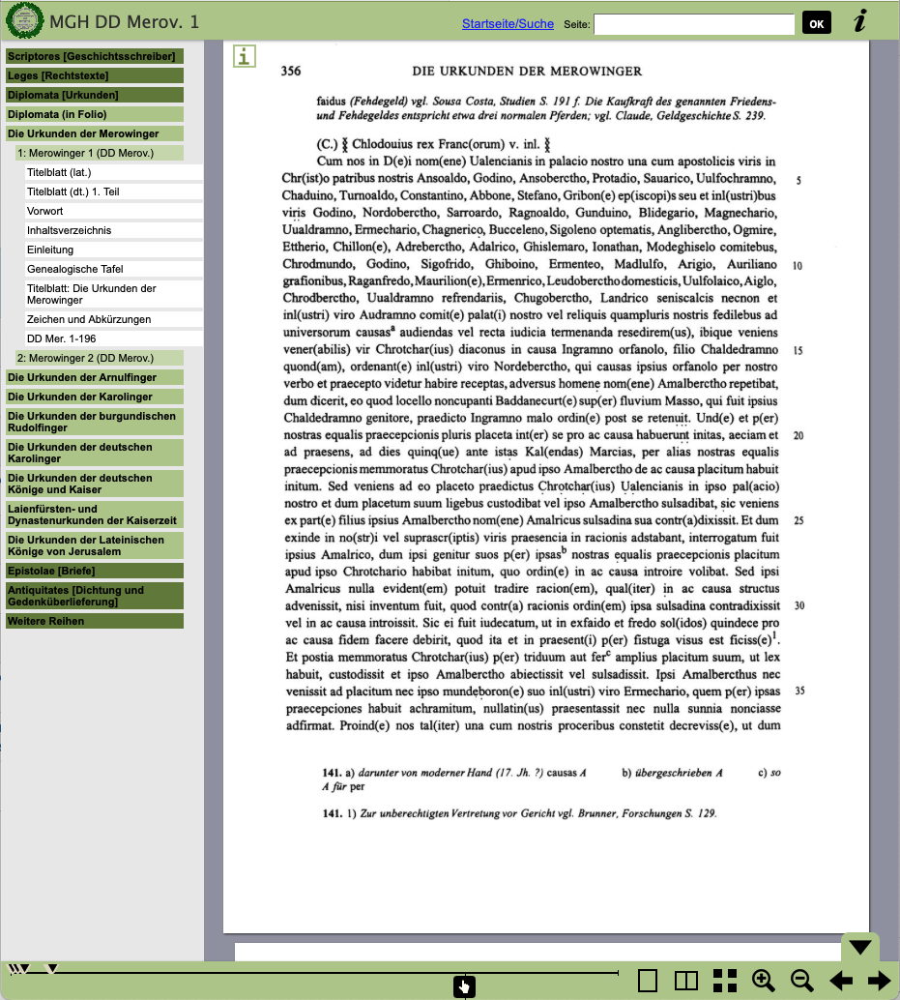 MGH DD Merov. 1
Startseite/Suche
Seite:
OK
i
Scriptores [Geschichtsschreiber]
Leges [Rechtstexte]
Diplomata [Urkunden]
Diplomata (in Folio)
Die Urkunden der Merowinger
1: Merowinger 1 (DD Merov.)
Titelblatt (lat.)
Titelblatt (dt.) 1. Teil
Vorwort
Inhaltsverzeichnis
Einleitung
Genealogische Tafel
Titelblatt: Die Urkunden der
Merowinger
Zeichen und Abkürzungen
DD Mer. 1-196
2: Merowinger 2 (DD Merov.)
Die Urkunden der Arnulfinger
Die Urkunden der Karolinger
Die Urkunden der burgundischen
Rudolfinger
Die Urkunden der deutschen
Karolinger
Die Urkunden der deutschen
Könige und Kaiser
Laienfürsten- und
Dynastenurkunden der Kaiserzeit
Die Urkunden der Lateinischen
Könige von Jerusalem
Epistolae [Briefe]
Antiquitates [Dichtung und
Gedenküberlieferung]
Weitere Reihen
i
356 DIE URKUNDEN DER MEROWINGER
faidus (Fehdegeld) vgl. Sousa Costa, Studien S. 191 f. Die Kaufkraft des genannten Friedens-
und Fehdegeldes entspricht etwa drei normalen Pferden; vgl. Claude, Geldgeschichte S. 239.
(C.) Chlodouius rex Franc(orum) v. inl.
Cum nos in D(e)i nom(ene) Ualencianis in palacio nostro una cum apostolicis viris in
Chr(ist)o patribus nostris Ansoaldo, Godino, Ansoberctho, Protadio, Sauarico, Uulfochramno, 5
Chaduino, Turnoaldo, Constantino, Abbone, Stefano, Gribon(e) ep(iscopi)s seu et inl(ustri)bus
viris Godino, Nordoberctho, Sarroardo, Ragnoaldo, Gunduino, Blidegario, Magnechario,
Uualdramno, Ermechario, Chagnerico, Bucceleno, Sigoleno optematis, Angliberctho, Ogmire,
Ettherio, Chillon(e), Adreberctho, Adalrico, Ghislemaro, Ionathan, Modeghiselo comitebus,
Chrodmundo, Godino, Sigofrido, Ghiboino, Ermenteo, Madlulfo, Arigio, Auriliano 10
grafionibus, Raganfredo, Maurilion(e), Ermenrico, Leudoberctho domesticis, Uulfolaico, Aiglo,
Chrodberctho, Uualdramno refrendariis, Chugoberctho, Landrico seniscalcis necnon et
inl(ustri) viro Audramno comit(e) palat(i) nostro vel reliquis quampluris nostris fedilebus ad
universorum causas^a audiendas vel recta iudicia termenanda resedirem(us), ibique veniens
vener(abilis) vir Chrotchar(ius) diaconus in causa Ingramno orfanolo, filio Chaldedramno 15
quond(am), ordenant(e) inl(ustri) viro Nordeberctho, qui causas ipsius orfanolo per nostro
verbo et praecepto videtur habire receptas, adversus homene nom(ene) Amalberctho repetibat,
dum dicerit, eo quod locello noncupanti Baddanecurt(e) sup(er) fluvium Masso, qui fuit ipsius
Chaldedramno genitore, praedicto Ingramno malo ordin(e) post se retenuit. Und(e) et p(er)
nostras equalis praecepcionis pluris placeta int(er) se pro ac causa habuerunt initas, aeciam et 20
ad praesens, ad dies quinq(ue) ante istas Kal(endas) Marcias, per alias nostras equalis
praecepcionis memmoratus Chrotchar(ius) apud ipso Amalberctho de ac causa placitum habuit
initum. Sed veniens ad eo placeto praedictus Chrotchar(ius) Ualencianis in ipso pal(acio)
nostro et dum placetum suum ligebus custodibat vel ipso Amalberctho sulsadibat, sic veniens
ex part(e) filius ipsius Amalberctho nom(ene) Amalricus sulsadina sua contr(a)dixissit. Et dum 25
exinde in no(str)i vel suprascr(iptis) viris praesencia in racionis adstabant, interrogatum fuit
ipsius Amalrico, dum ipsi genitur suos p(er) ipsas^b nostras equalis praecepcionis placitum
apud ipso Chrotchario habibat initum, quo ordin(e) in ac causa introire volibat. Sed ipsi
Amalricus nulla evident(em) potuit tradire racion(em), qual(iter) in ac causa structus
advenissit, nisi inventum fuit, quod contr(a) racionis ordin(em) ipsa sulsadina contradixissit 30
vel in ac causa introissit. Sic ei fuit iudecatum, ut in exfaido et fredo sol(idos) quindece pro
ac causa fidem facere debirit, quod ita et in praesent(i) p(er) fistuga visus est ficiss(e)^1.
Et postia memmoratus Chrotchar(ius) p(er) triduum aut fer^c amplius placitum suum, ut lex
habuit, custodissit et ipso Amalberctho abiectissit vel sulsadissit. Ipsi Amalbercthus nec
venissit ad placitum nec ipso mundeboron(e) suo inl(ustri) viro Ermechario, quem p(er) ipsas 35
praecepciones habuit achramitum, nullatin(us) praesentassit nec nulla sunnia nonciasse
adfirmat. Proind(e) nos tal(iter) una cum nostris proceribus constetit decreviss(e), ut dum
141. a) darunter von moderner Hand (17. Jh. ?) causas A b) übergeschrieben A c) so
A für per
141. 1) Zur unberechtigten Vertretung vor Gericht vgl. Brunner, Forschungen S. 129.